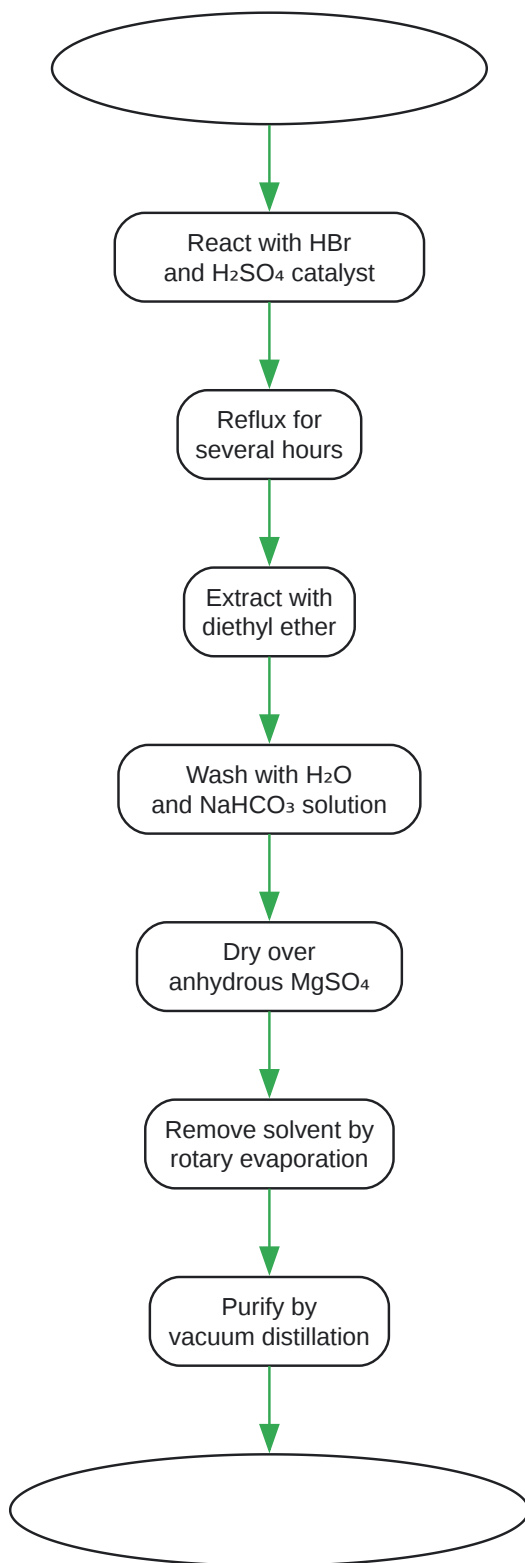 React with HBr
and H₂SO₄ catalyst
Reflux for
several hours
Extract with
diethyl ether
Wash with H₂O
and NaHCO₃ solution
Dry over
anhydrous MgSO₄
Remove solvent by
rotary evaporation
Purify by
vacuum distillation